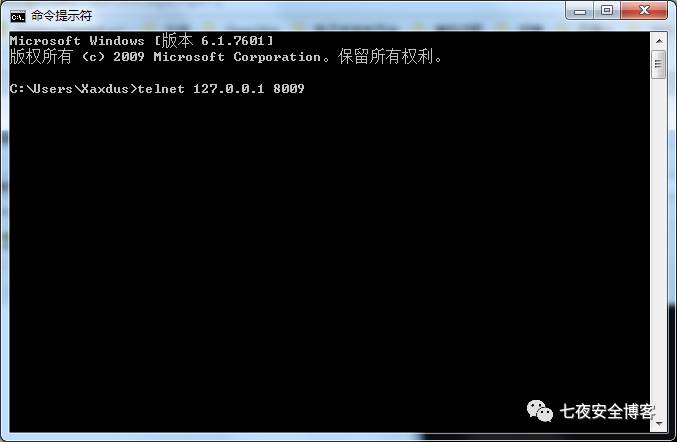 命令提示符
Microsoft Windows [版本 6.1.7601]
版权所有 (c) 2009 Microsoft Corporation。保留所有权利。
C:\Users\Xaxdus>telnet 127.0.0.1 8009
七夜安全博客